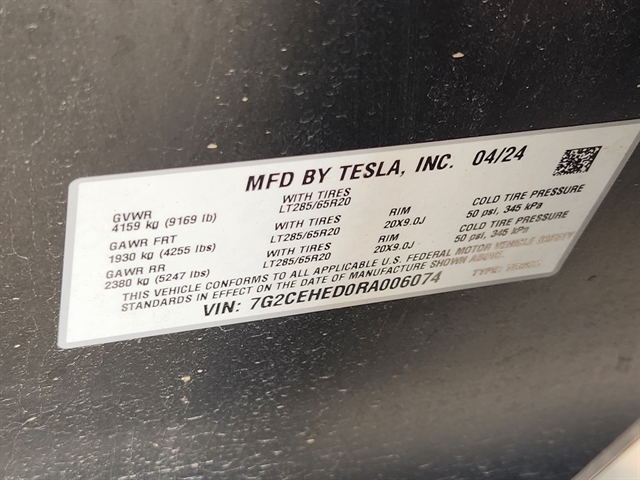 MFD BY TESLA, INC. 04/24
GVWR WITH TIRES COLD TIRE PRESSURE
4159 kg (9169 lb) LT285/65R20 RIM 50 psi, 345 kPa
GAWR FRT WITH TIRES 20X9.0J COLD TIRE PRESSURE
1930 kg (4255 lbs) LT285/65R20 RIM 50 psi, 345 kPa
GAWR RR WITH TIRES 20X9.0J
2380 kg (5247 lbs) LT285/65R20
THIS VEHICLE CONFORMS TO ALL APPLICABLE U.S. FEDERAL MOTOR VEHICLE SAFETY
STANDARDS IN EFFECT ON THE DATE OF MANUFACTURE SHOWN ABOVE.
VIN: 7G2CEHED0RA006074 TYPE: